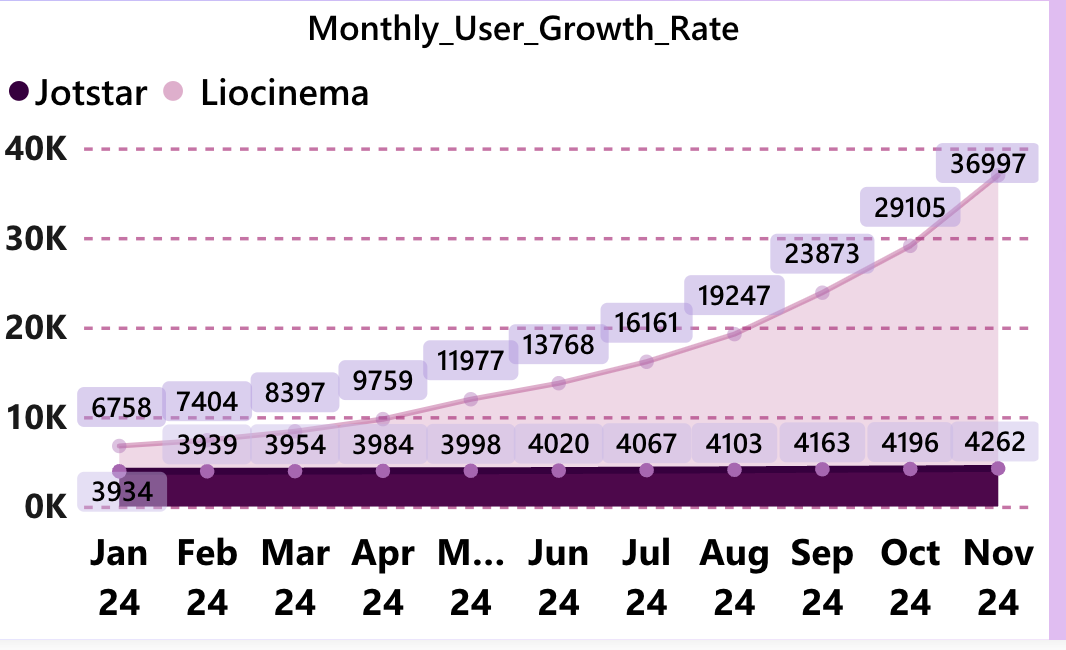 Monthly_User_Growth_Rate
Jotstar Liocinema
40K
36997
29105
30K
23873
19247
20K
16161
13768
11977
9759
8397
7404
6758
10K
3939 3954 3984 3998 4020 4067 4103 4163 4196 4262
3934
0K
Jan Feb Mar Apr M... Jun Jul Aug Sep Oct Nov
24 24 24 24 24 24 24 24 24 24 24